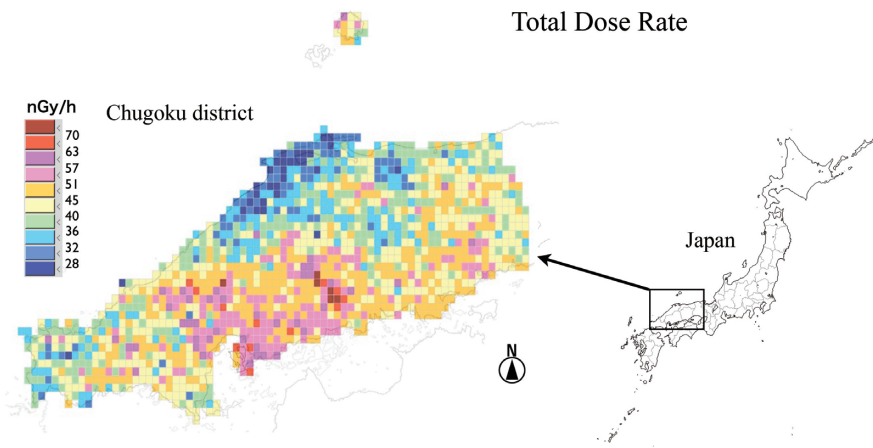 Total Dose Rate
nGy/h
Chugoku district
70
63
57
51
45
40
36
32
28
Japan
N